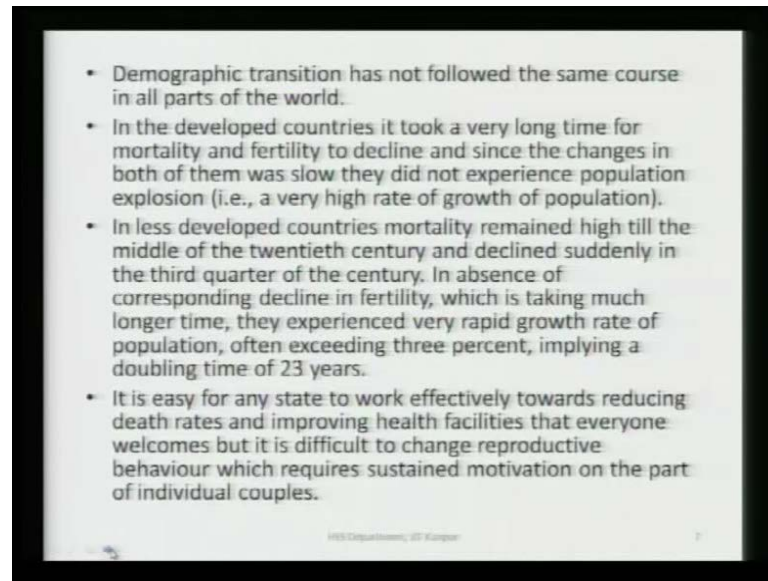 • Demographic transition has not followed the same course
in all parts of the world.
• In the developed countries it took a very long time for
mortality and fertility to decline and since the changes in
both of them was slow they did not experience population
explosion (i.e., a very high rate of growth of population).
• In less developed countries mortality remained high till the
middle of the twentieth century and declined suddenly in
the third quarter of the century. In absence of
corresponding decline in fertility, which is taking much
longer time, they experienced very rapid growth rate of
population, often exceeding three percent, implying a
doubling time of 23 years.
• It is easy for any state to work effectively towards reducing
death rates and improving health facilities that everyone
welcomes but it is difficult to change reproductive
behaviour which requires sustained motivation on the part
of individual couples.
HSS Department, IIT Kanpur